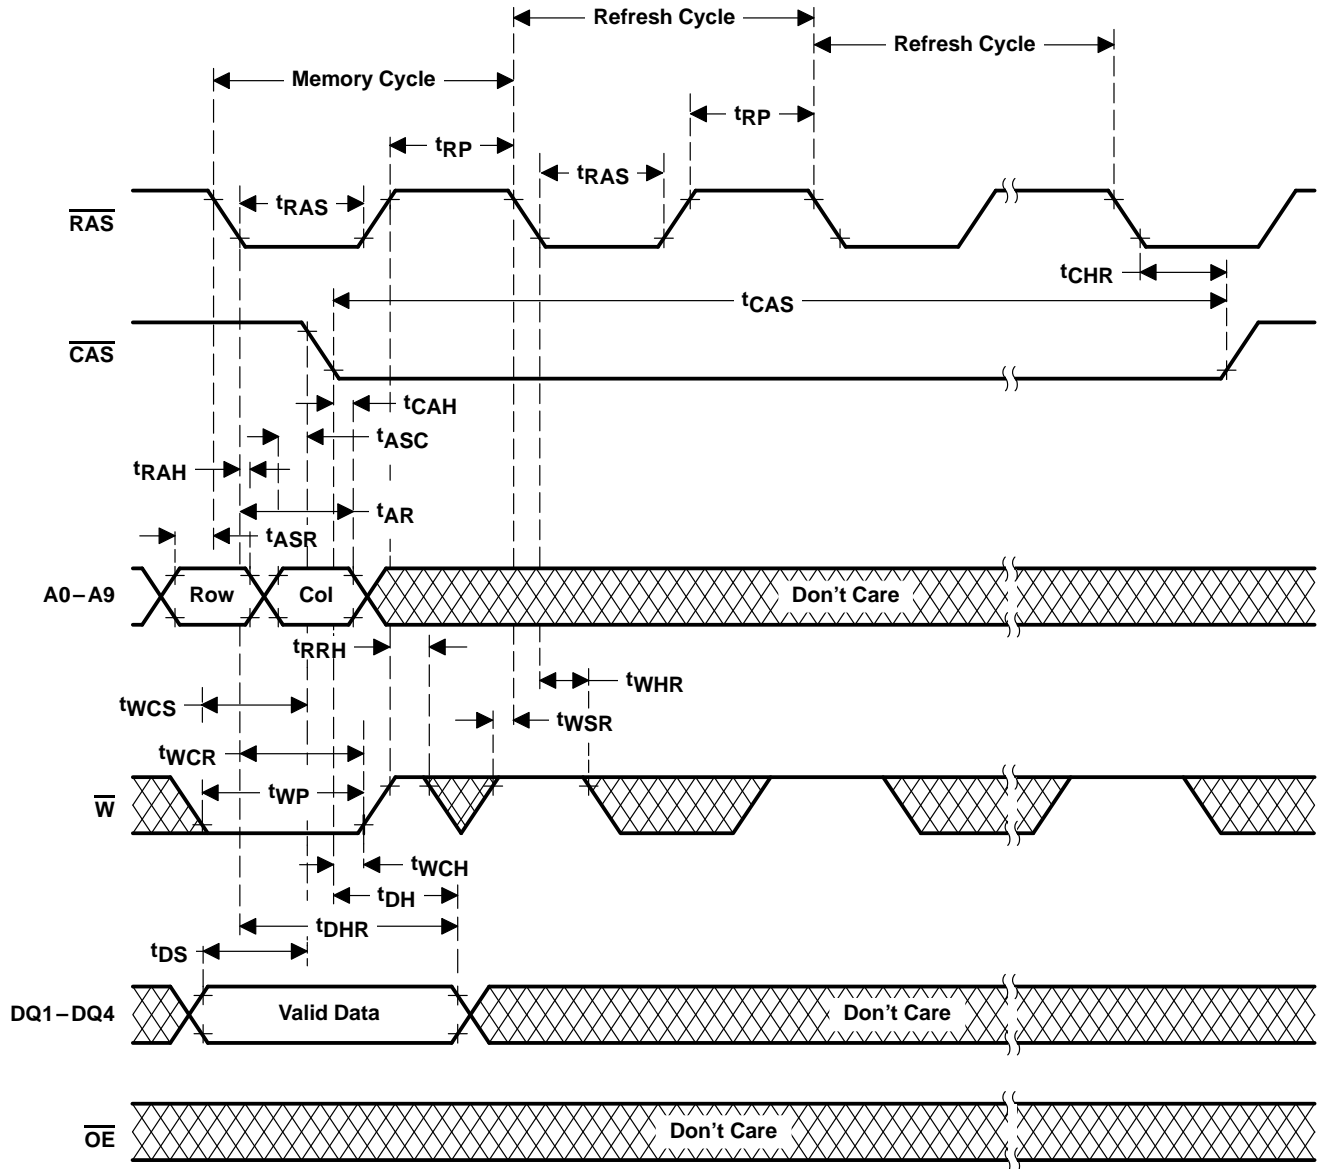 Refresh Cycle
Refresh Cycle
Memory Cycle
tRP
tRP
tRAS
tRAS
RAS
tCHR
tCAS
CAS
tCAH
tASC
tRAH
tAR
tASR
A0–A9
Row
Col
Don't Care
tRRH
tWHR
tWCS
tWSR
tWCR
tWP
W
tWCH
tDH
tDHR
tDS
DQ1–DQ4
Valid Data
Don't Care
OE
Don't Care